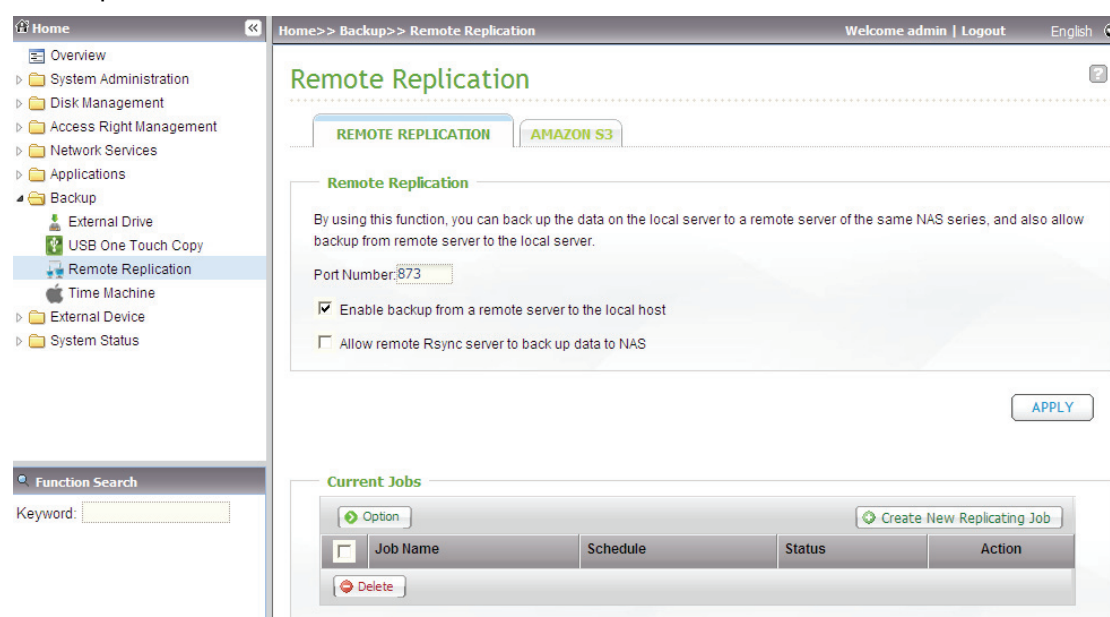 Home
Home>> Backup>> Remote Replication
Welcome admin | Logout
English
Overview
System Administration
Disk Management
Access Right Management
Network Services
Applications
Backup
External Drive
USB One Touch Copy
Remote Replication
Time Machine
External Device
System Status
Function Search
Keyword:
Remote Replication
?
REMOTE REPLICATION
AMAZON S3
Remote Replication
By using this function, you can back up the data on the local server to a remote server of the same NAS series, and also allow
backup from remote server to the local server.
Port Number:873
Enable backup from a remote server to the local host
Allow remote Rsync server to back up data to NAS
APPLY
Current Jobs
Option
Create New Replicating Job
Job Name Schedule Status Action
Delete